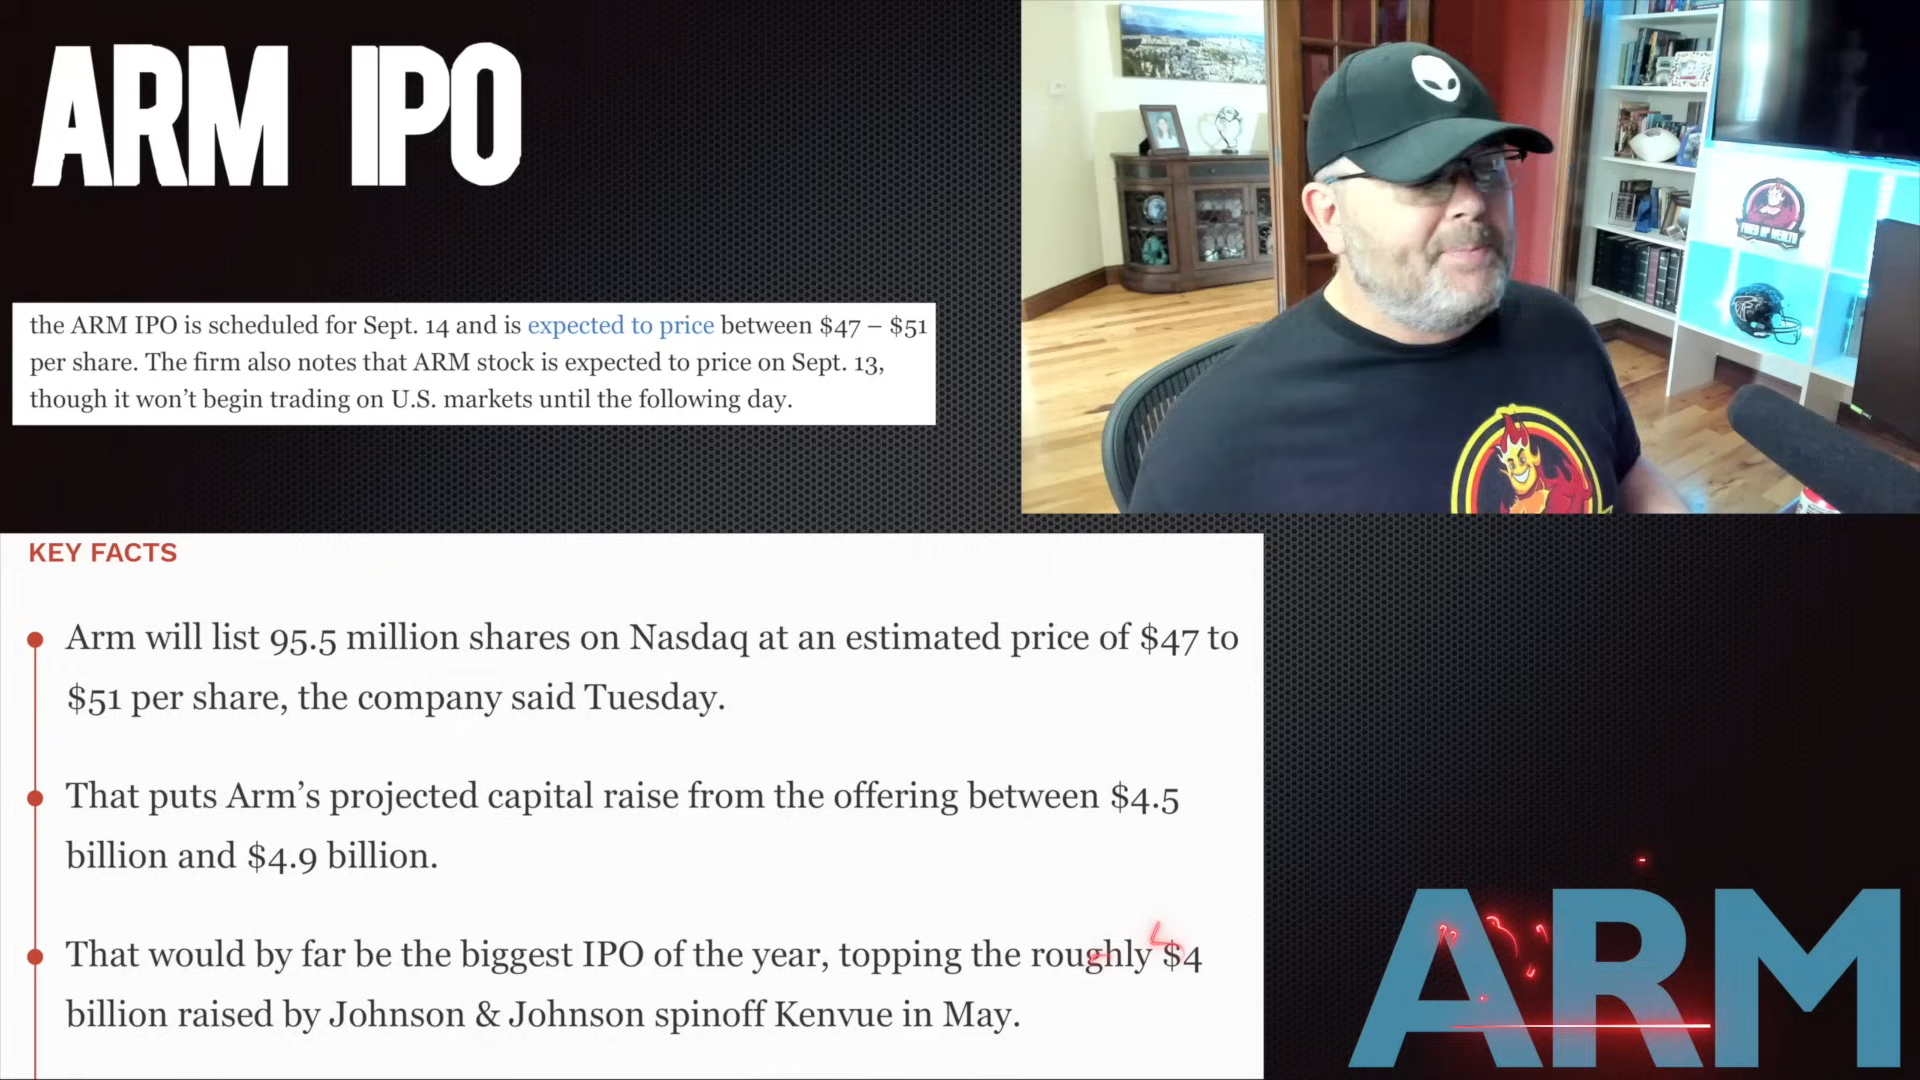 ARM IPO
the ARM IPO is scheduled for Sept. 14 and is expected to price between $47 – $51
per share. The firm also notes that ARM stock is expected to price on Sept. 13,
though it won’t begin trading on U.S. markets until the following day.
POWER UP WEALTH
KEY FACTS
Arm will list 95.5 million shares on Nasdaq at an estimated price of $47 to
$51 per share, the company said Tuesday.
That puts Arm’s projected capital raise from the offering between $4.5
billion and $4.9 billion.
That would by far be the biggest IPO of the year, topping the roughly $4
billion raised by Johnson & Johnson spinoff Kenvue in May.
ARM